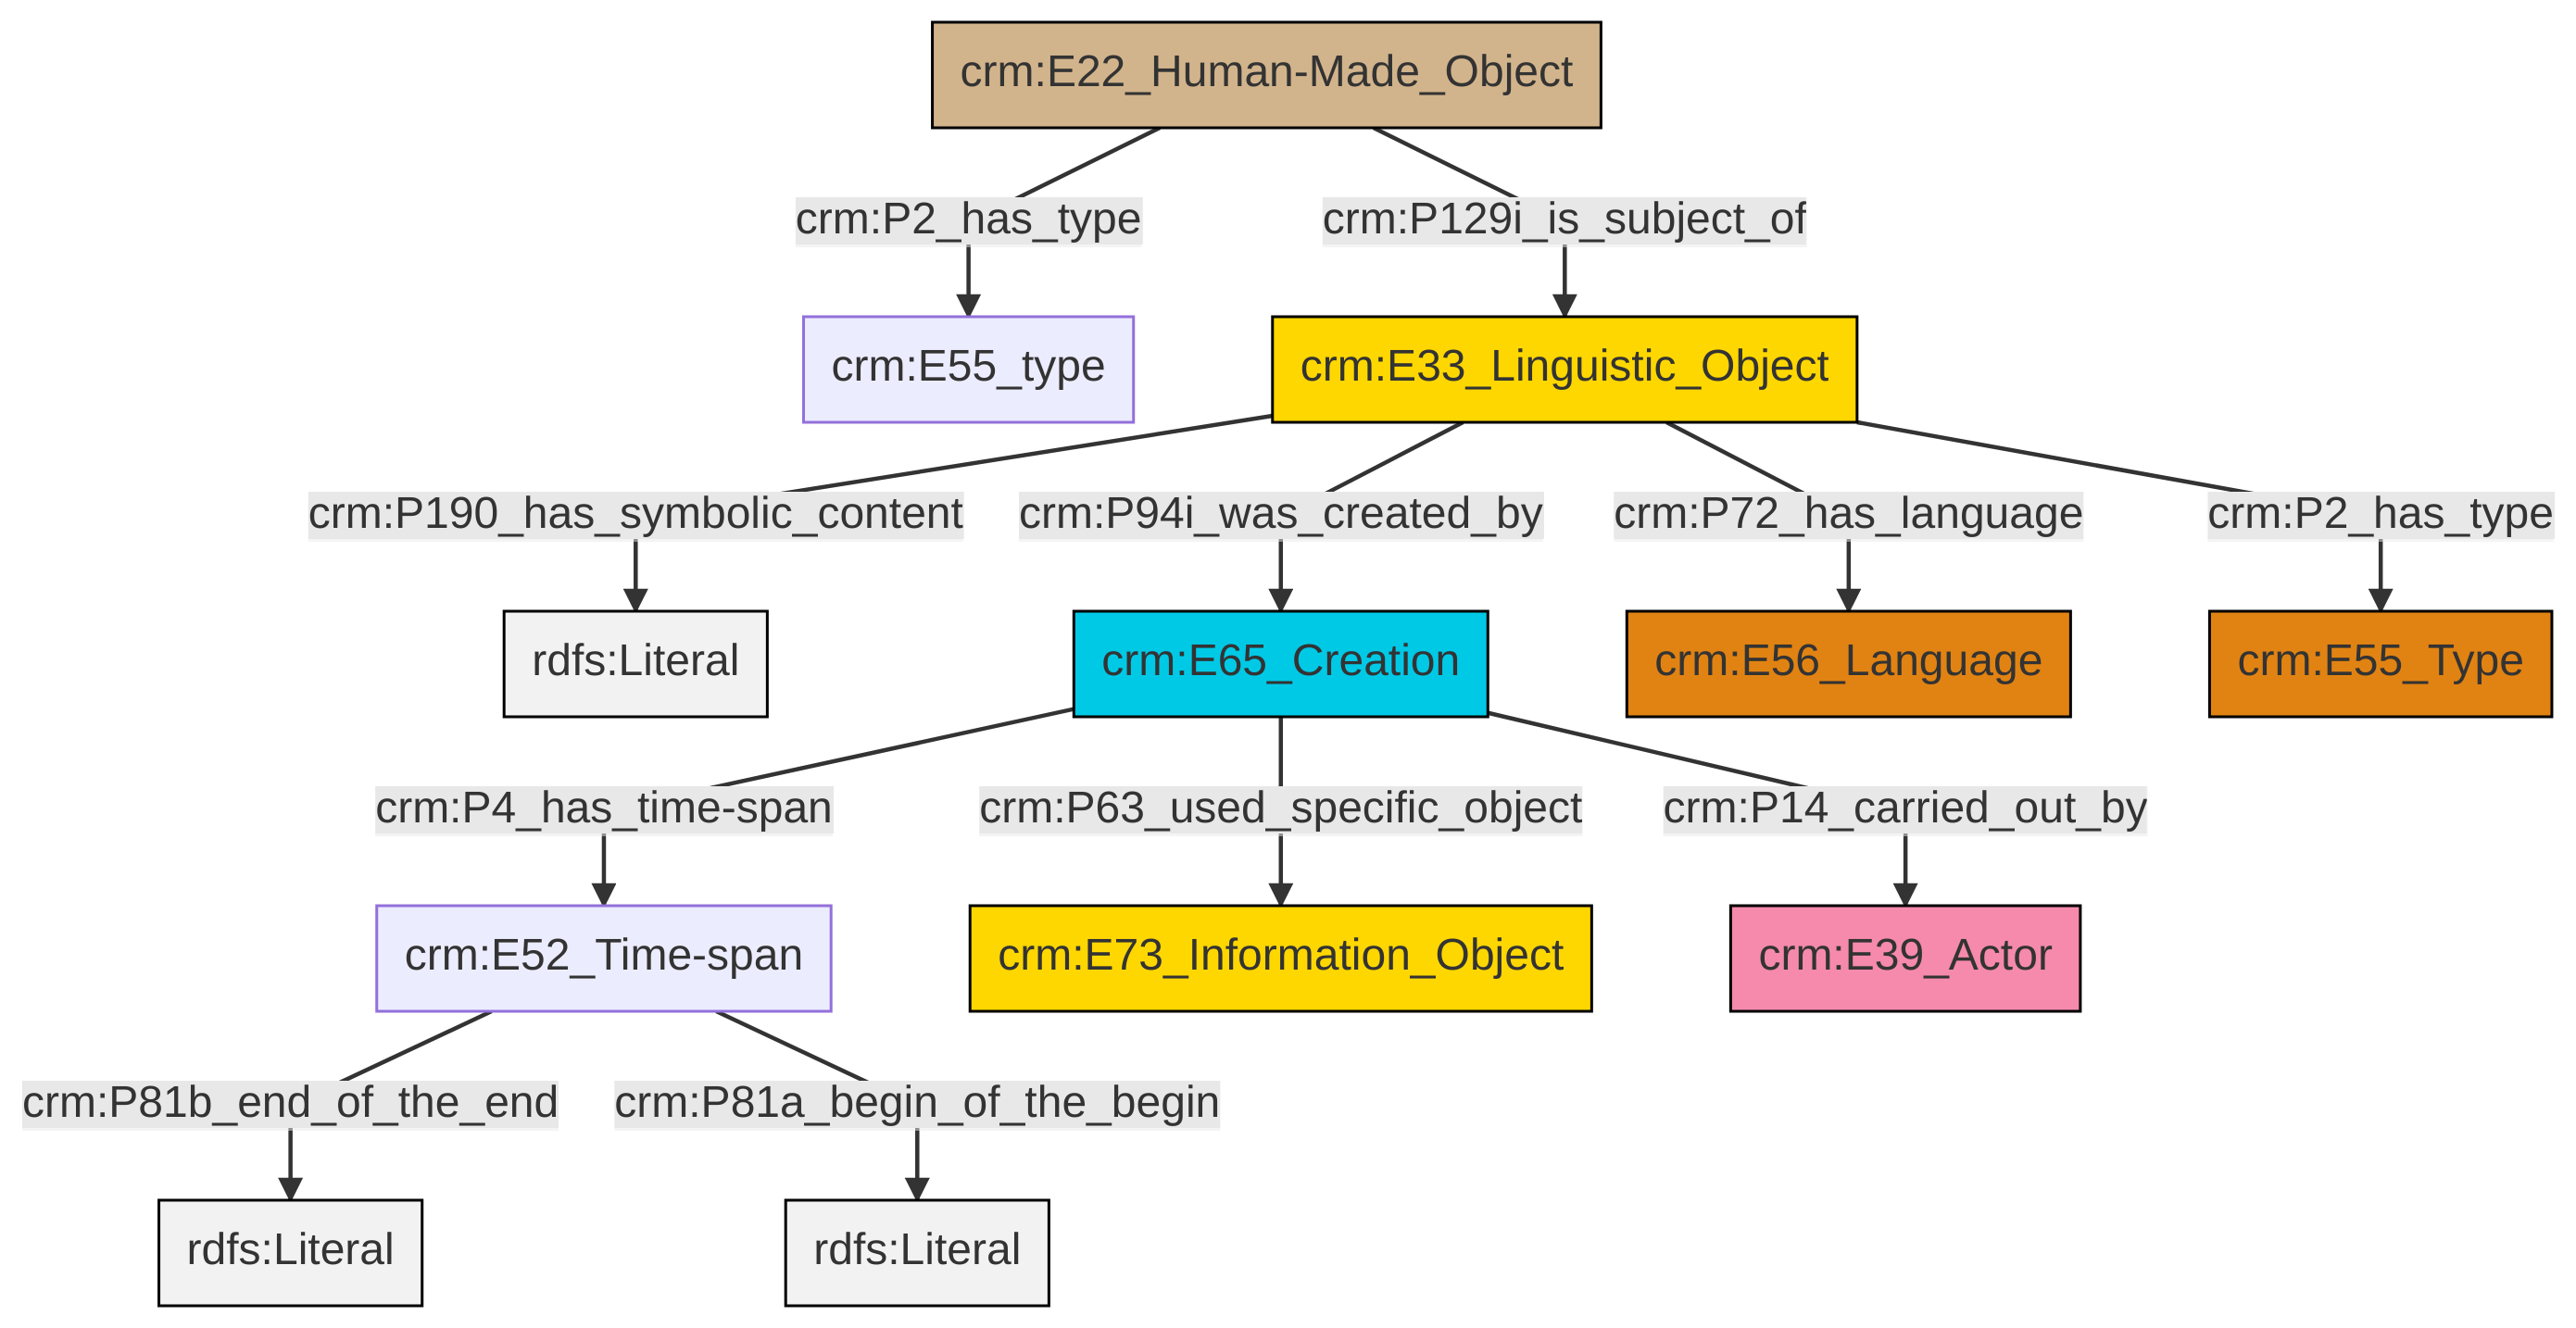 crm:E22_Human-Made_Object
crm:P2_has_type
crm:P129i_is_subject_of
crm:E55_type
crm:E33_Linguistic_Object
crm:P190_has_symbolic_content
crm:P94i_was_created_by
crm:P72_has_language
crm:P2_has_type
rdfs:Literal
crm:E65_Creation
crm:E56_Language
crm:E55_Type
crm:P4_has_time-span
crm:P63_used_specific_object
crm:P14_carried_out_by
crm:E52_Time-span
crm:E73_Information_Object
crm:E39_Actor
crm:P81b_end_of_the_end
crm:P81a_begin_of_the_begin
rdfs:Literal
rdfs:Literal